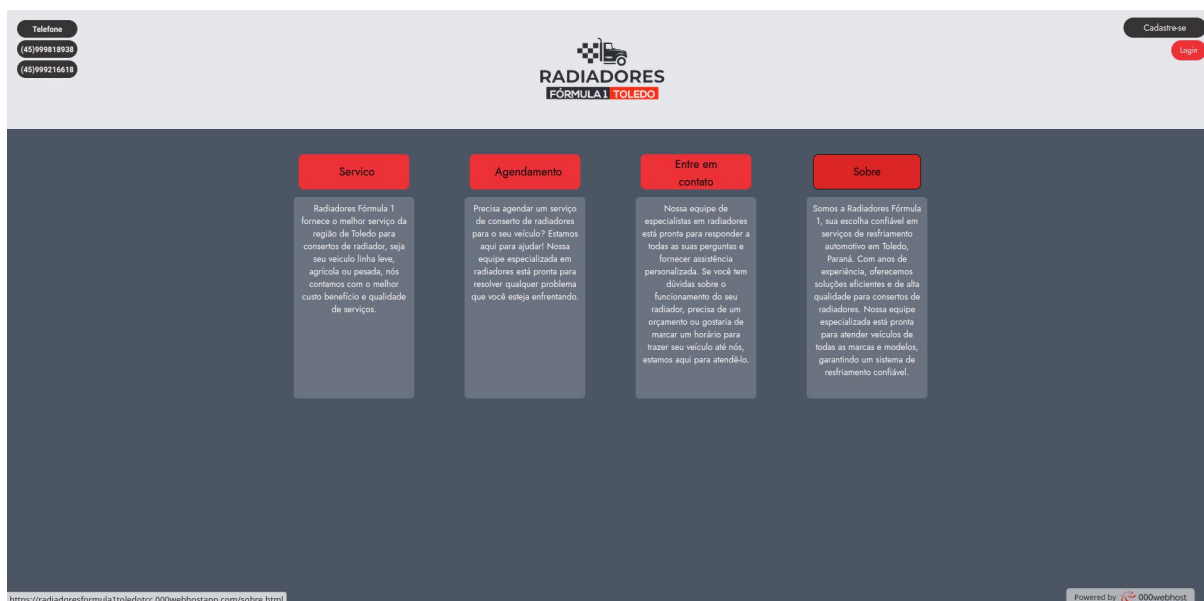 Telefone
(45)999818938
(45)999216618
RADIADORES
FÓRMULA 1 TOLEDO
Cadastre-se
Login
Servico
Radiadores Fórmula 1
fornece o melhor serviço da
região de Toledo para
consertos de radiador, seja
seu veiculo linha leve,
agrícola ou pesada, nós
contamos com o melhor
custo benefício e qualidade
de serviços.
Agendamento
Precisa agendar um serviço
de conserto de radiadores
para o seu veículo? Estamos
aqui para ajudar! Nossa
equipe especializada em
radiadores está pronta para
resolver qualquer problema
que você esteja enfrentando.
Entre em
contato
Nossa equipe de
especialistas em radiadores
está pronta para responder a
todas as suas perguntas e
fornecer assistência
personalizada. Se você tem
dúvidas sobre o
funcionamento do seu
radiador, precisa de um
orçamento ou gostaria de
marcar um horário para
trazer seu veículo até nós,
estamos aqui para atendê-lo.
Sobre
Somos a Radiadores Fórmula
1, sua escolha confiável em
serviços de resfriamento
automotivo em Toledo,
Paraná. Com anos de
experiência, oferecemos
soluções eficientes e de alta
qualidade para consertos de
radiadores. Nossa equipe
especializada está pronta
para atender veículos de
todas as marcas e modelos,
garantindo um sistema de
resfriamento confiável.
https://radiadoresformula1toledotcc.000webhostapp.com/sobre.html
Powered by 000webhost